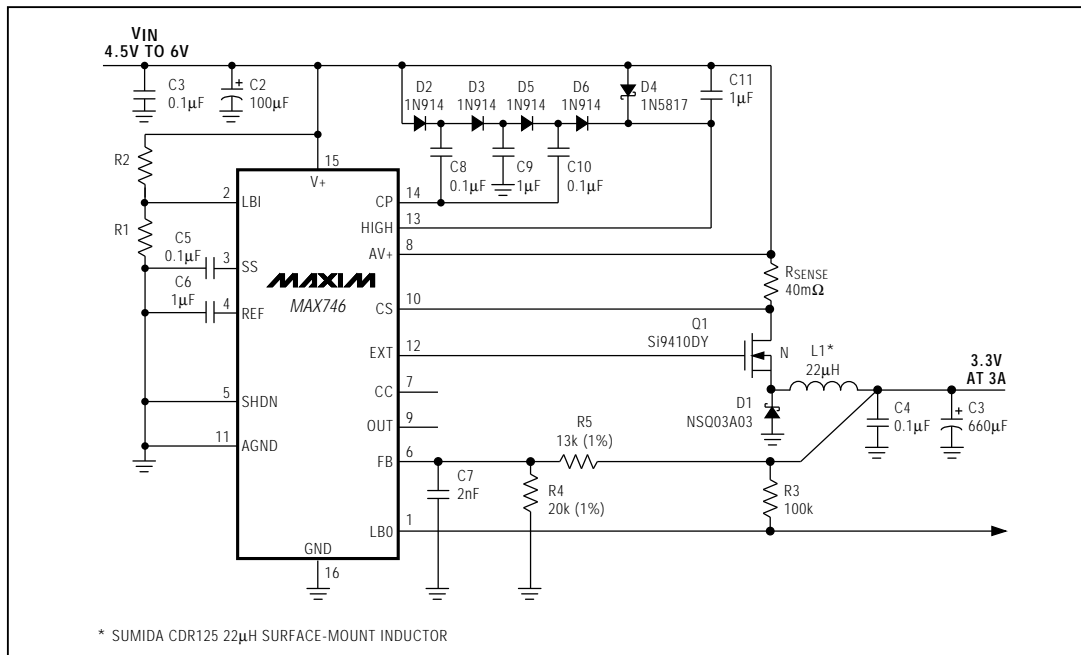 VIN
4.5V TO 6V
C3
0.1µF
C2
100µF
D2
1N914
D3
1N914
D5
1N914
D6
1N914
D4
1N5817
C11
1µF
R2
15
V+
C8
0.1µF
C9
1µF
C10
0.1µF
2
LBI
CP
14
HIGH
13
R1
C5
0.1µF
3
SS
AV+
8
MAXIM
MAX746
RSENSE
40mΩ
C6
1µF
4
REF
CS
10
Q1
Si9410DY
N
EXT
12
L1*
22µH
3.3V
AT 3A
CC
7
5
SHDN
D1
NSQ03A03
C4
0.1µF
C3
660µF
OUT
9
R5
13k (1%)
11
AGND
FB
6
C7
2nF
R4
20k (1%)
R3
100k
LB0
1
GND
16
+
+
* SUMIDA CDR125 22µH SURFACE-MOUNT INDUCTOR